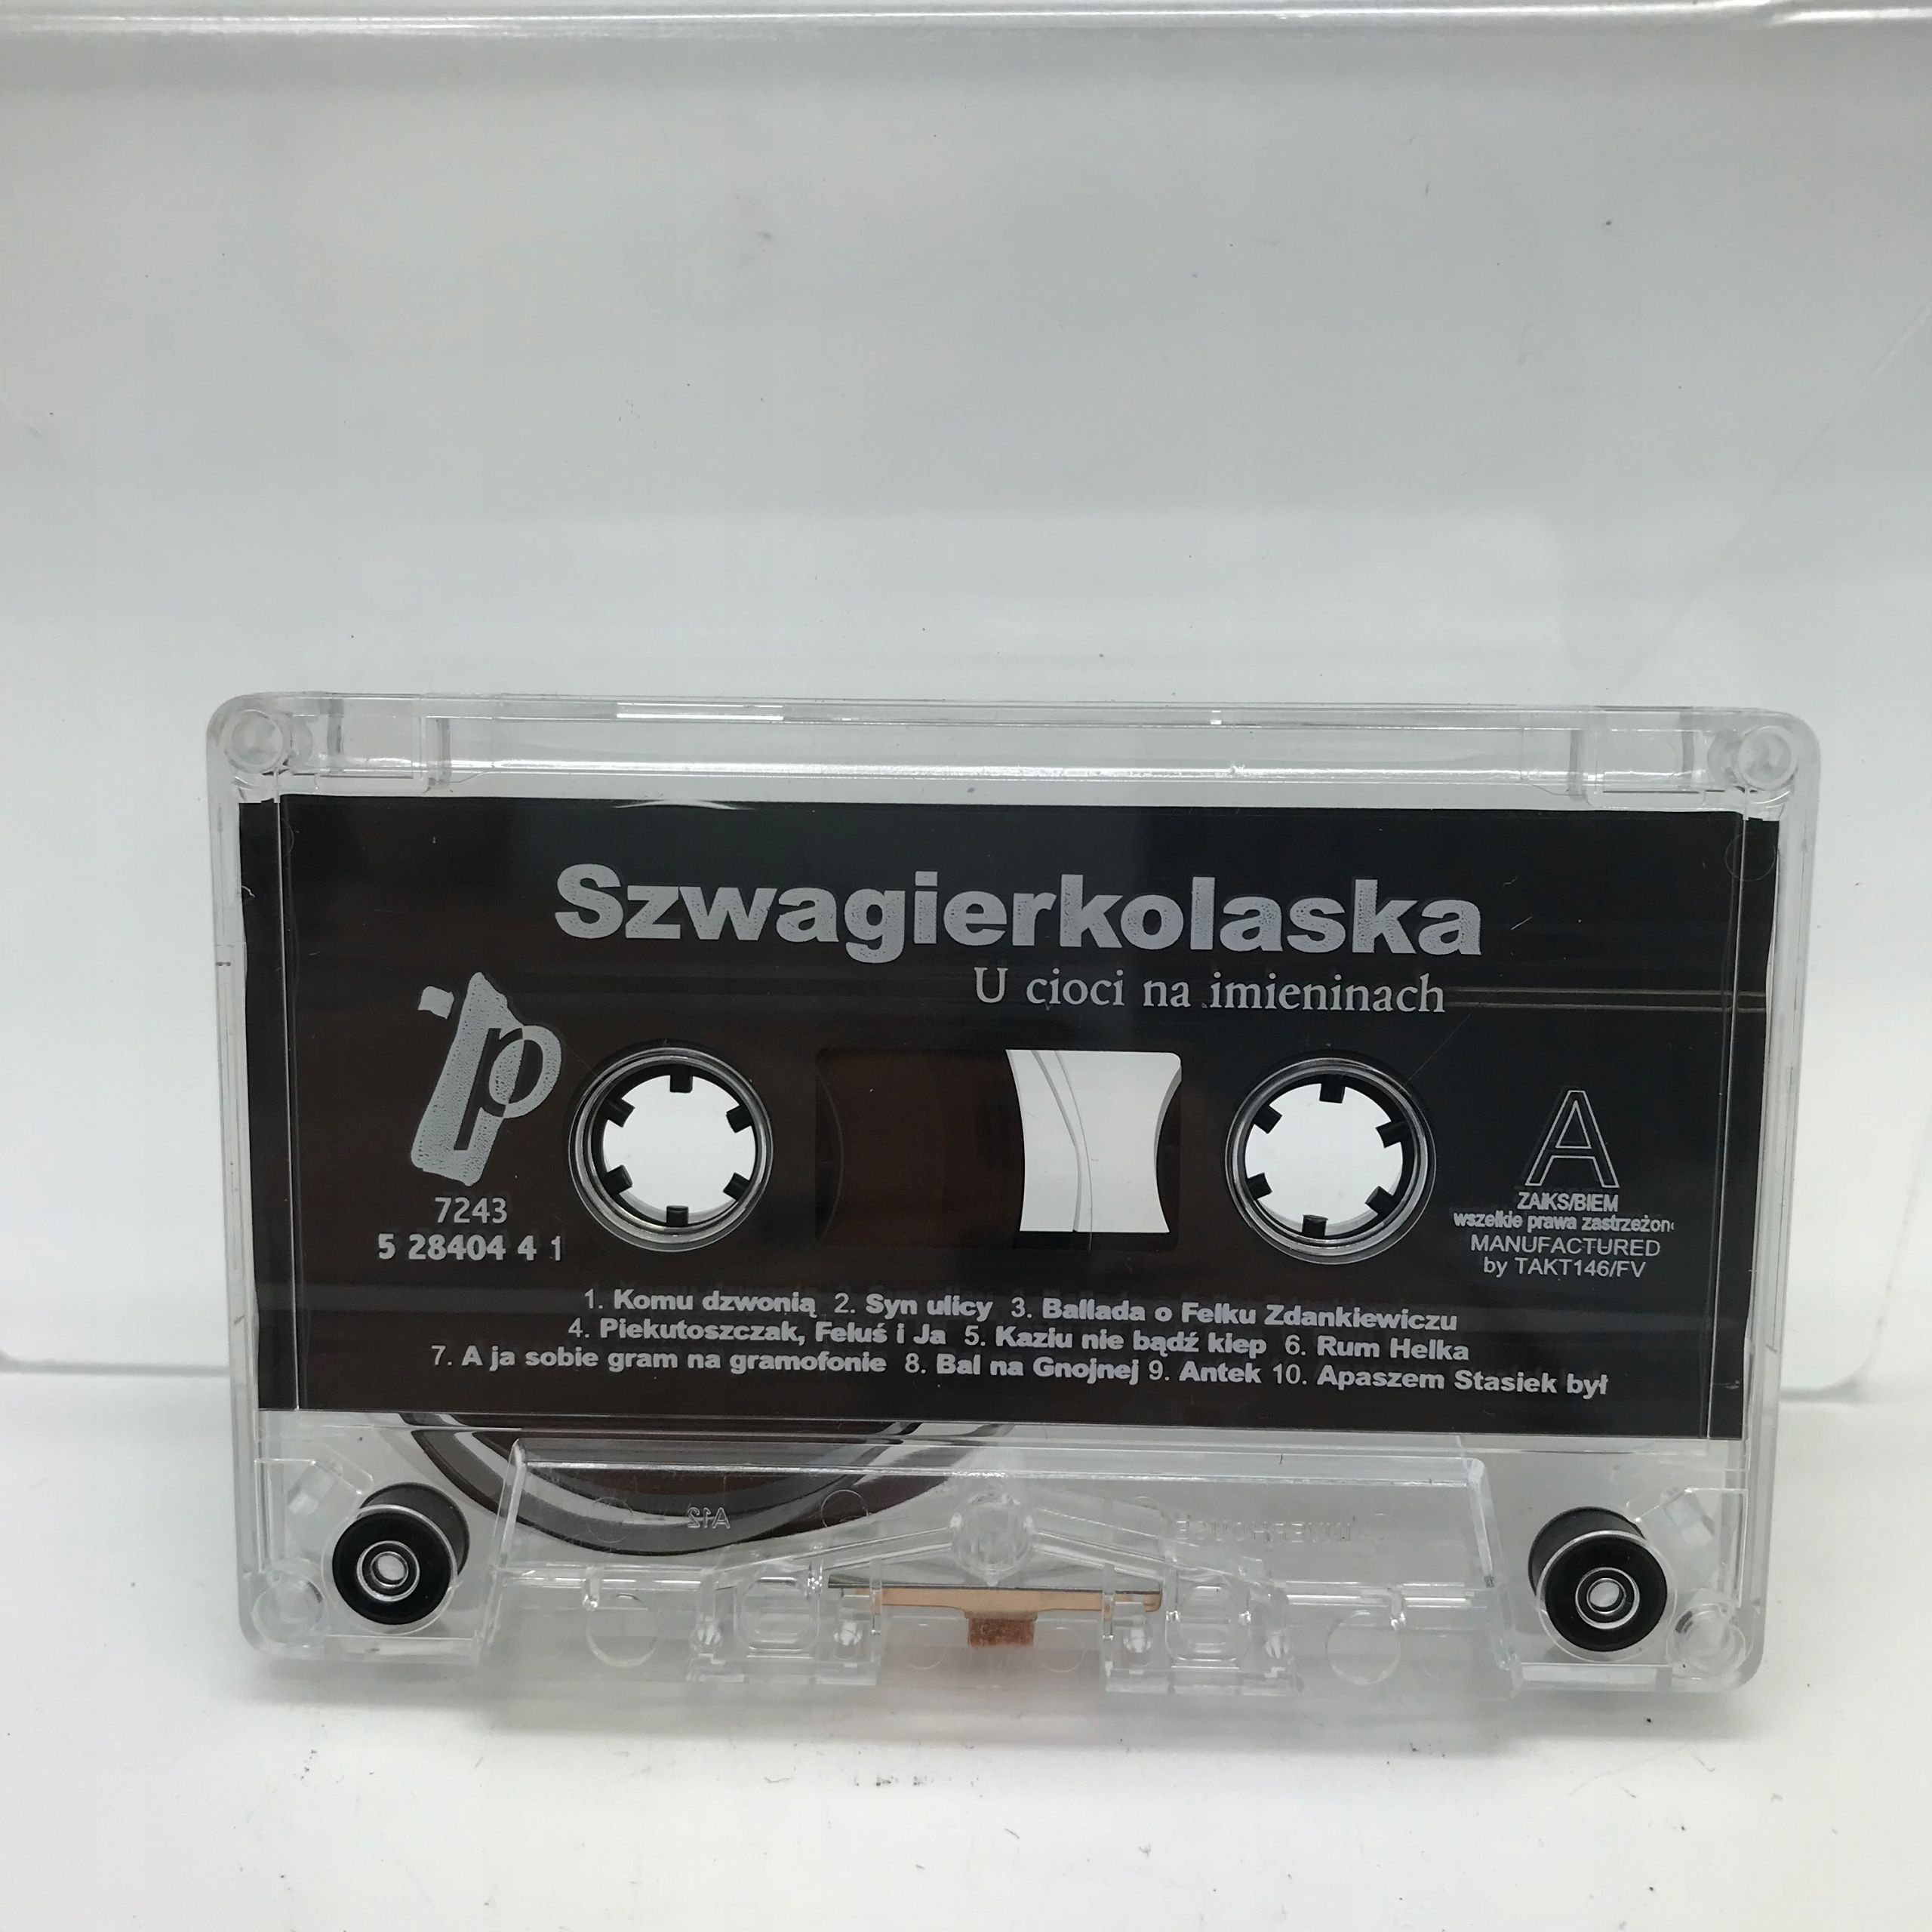 Szwagierkolaska
U cioci na imieninach
p
7243
5 28404 4 1
A
ZAiKS/BIEM
wszelkie prawa
MANUFACTURED
by TAKT146/FV
1. Komu dzwonią 2. Syn ulicy 3. Ballada o Felku Zdankiewiczu
4. Piekutoszczak, Feluś i Ja 5. Kaziu nie bądź kiep 6. Rum Helka
7. A ja sobie gram na gramofonie 8. Bal na Gnojnej 9. Antek 10. Apaszem Stasiek był
A12